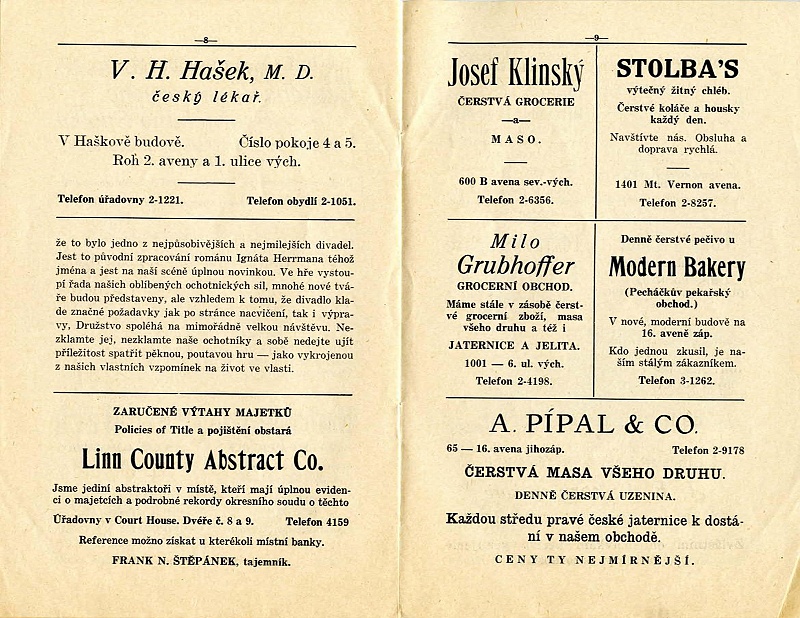 —8—
V. H. Hašek, M. D.
český lékař.
V Haškově budově. Číslo pokoje 4 a 5.
Roh 2. aveny a 1. ulice vých.
Telefon úřadovny 2-1221. Telefon obydlí 2-1051.
že to bylo jedno z nejpůsobivějších a nejmilejších divadel.
Jest to původní zpracování románu Ignáta Herrmana téhož
jména a jest na naší scéně úplnou novinkou. Ve hře vystou-
pí řada našich oblíbených ochotnických sil, mnohé nové tvá-
ře budou představeny, ale vzhledem k tomu, že divadlo kla-
de značné požadavky jak po stránce nacvičení, tak i výpra-
vy, Družstvo spoléhá na mimořádně velkou návštěvu. Ne-
zklamte jej, nezklamte naše ochotníky a sobě nedejte ujít
příležitost spatřit pěknou, poutavou hru — jako vykrojenou
z našich vlastních vzpomínek na život ve vlasti.
ZARUČENÉ VÝTAHY MAJETKŮ
Policies of Title a pojištění obstará
Linn County Abstract Co.
Jsme jediní abstraktoři v místě, kteří mají úplnou eviden-
ci o majetcích a podrobné rekordy okresního soudu o těchto
Úřadovny v Court House. Dvéře č. 8 a 9. Telefon 4159
Reference možno získat u kterékoli místní banky.
FRANK N. ŠTĚPÁNEK, tajemník.
—9—
Josef Klinský
ČERSTVÁ GROCERIE
—a—
MASO.
600 B avena sev.-vých.
Telefon 2-6356.
STOLBA'S
výtečný žitný chléb.
Čerstvé koláče a housky
každý den.
Navštívte nás. Obsluha a
doprava rychlá.
1401 Mt. Vernon avena.
Telefon 2-8257.
Milo
Grubhoffer
GROCERNÍ OBCHOD.
Máme stále v zásobě čerst-
vé grocerní zboží, masa
všeho druhu a též i
JATERNICE A JELITA.
1001 — 6. ul. vých.
Telefon 2-4198.
Denně čerstvé pečivo u
Modern Bakery
(Pecháčkův pekařský
obchod.)
V nové, moderní budově na
16. aveně záp.
Kdo jednou zkusil, je na-
ším stálým zákazníkem.
Telefon 3-1262.
A. PÍPAL & CO.
65 — 16. avena jihozáp. Telefon 2-9178
ČERSTVÁ MASA VŠEHO DRUHU.
DENNĚ ČERSTVÁ UZENINA.
Každou středu pravé české jaternice k dostá-
ní v našem obchodě.
CENY TY NEJMÍRNĚJŠÍ.